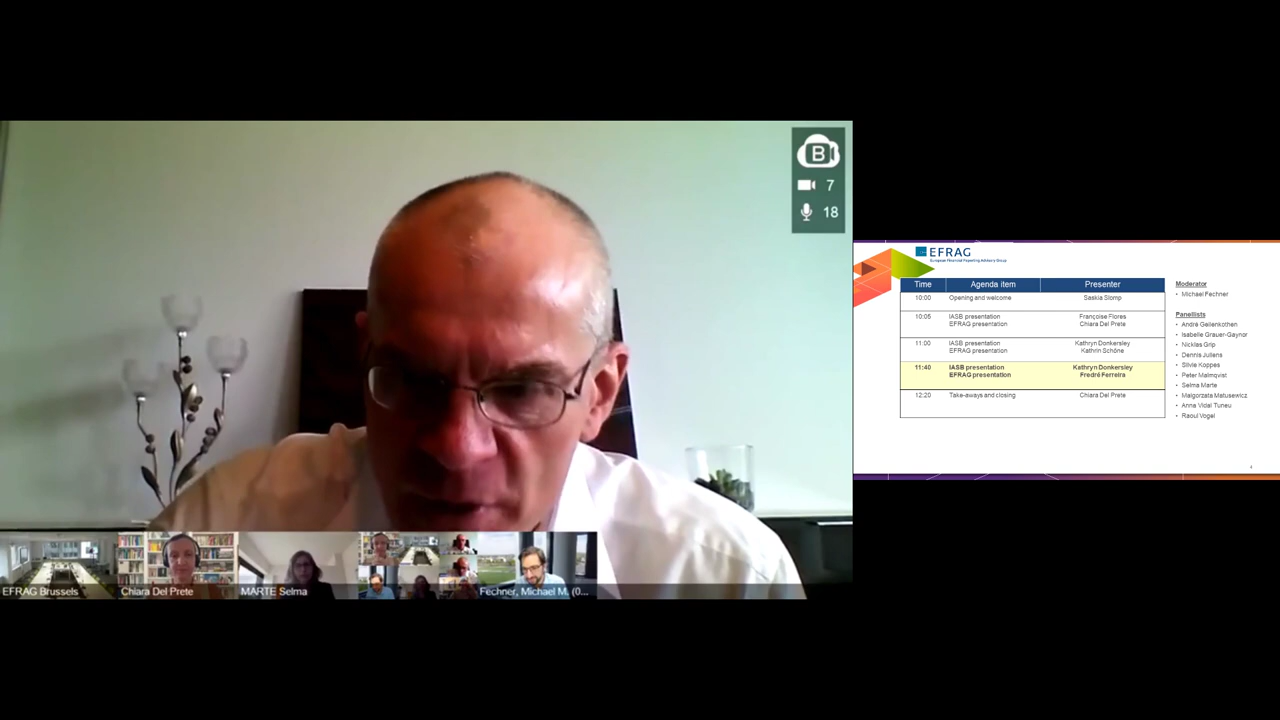 B
7
18
EFRAG Brussels
Chiara Del Prete
MARTE Selma
Fechner, Michael M. (0...
EFRAG
European Financial Reporting Advisory Group
Time Agenda item Presenter
10:00 Opening and welcome Saskia Slomp
10:05 IASB presentation Françoise Flores
EFRAG presentation Chiara Del Prete
11:00 IASB presentation Kathryn Donkersley
EFRAG presentation Kathrin Schöne
11:40 IASB presentation Kathryn Donkersley
EFRAG presentation Fredré Ferreira
12:20 Take-aways and closing Chiara Del Prete
Moderator
• Michael Fechner
Panellists
• André Geilenkothen
• Isabelle Grauer-Gaynor
• Nicklas Grip
• Dennis Jullens
• Silvie Koppes
• Peter Malmqvist
• Selma Marte
• Malgorzata Matusewicz
• Anna Vidal Tuneu
• Raoul Vogel